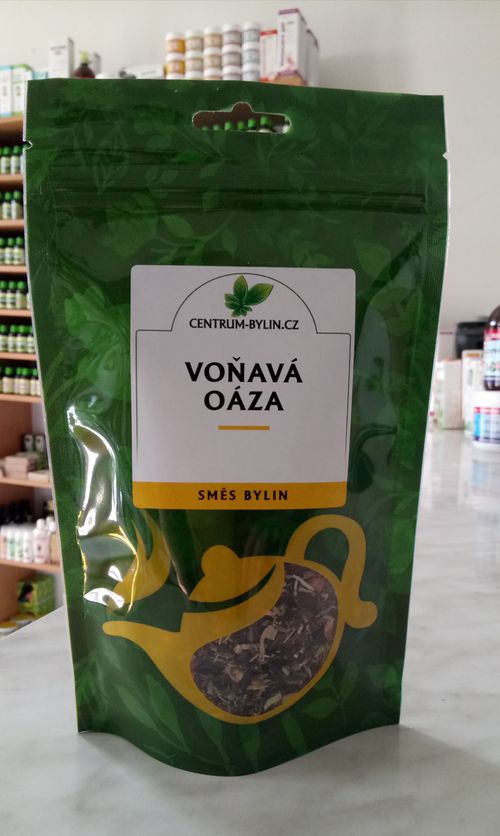 CENTRUM-BYLIN.CZ
VOŇAVÁ
OÁZA
SMĚS BYLIN